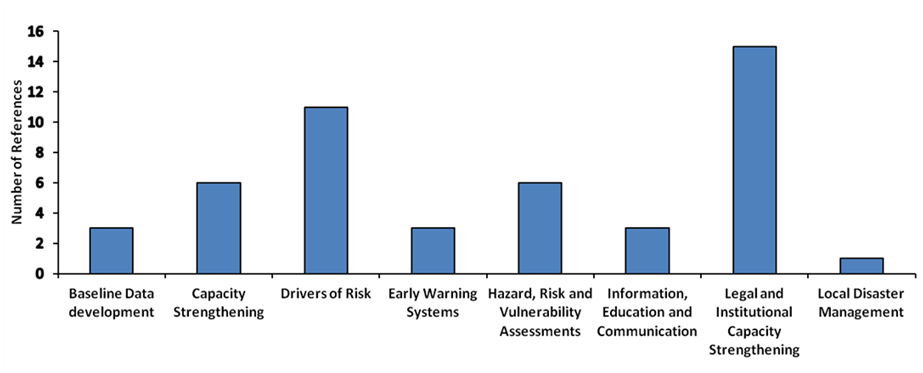 Number of References
16
14
12
10
8
6
4
2
0
Baseline Data
development
Capacity
Strengthening
Drivers of Risk
Early Warning
Systems
Hazard, Risk and
Vulnerability
Assessments
Information,
Education and
Communication
Legal and
Institutional
Capacity
Strengthening
Local Disaster
Management